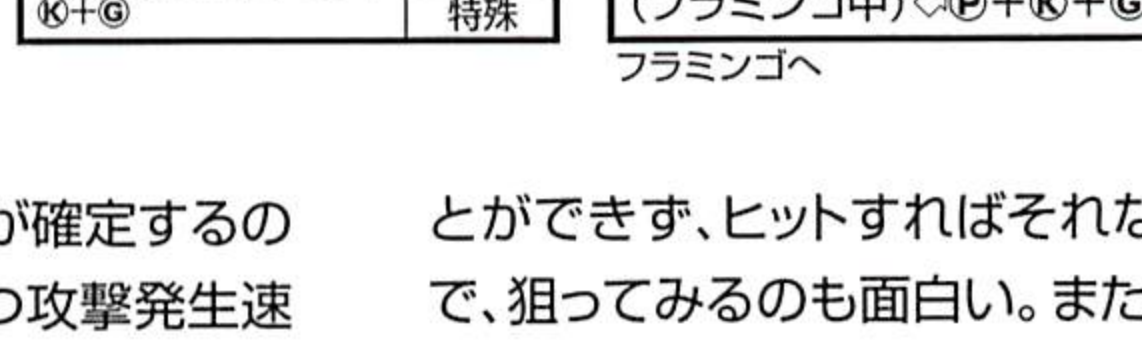 Ⓚ+Ⓖ
特殊
(フラミンゴ中)⇦Ⓟ+Ⓚ+Ⓖ
フラミンゴへ
が確定するの
つ攻撃発生速
とができず、ヒットすればそれな
で、狙ってみるのも面白い。また